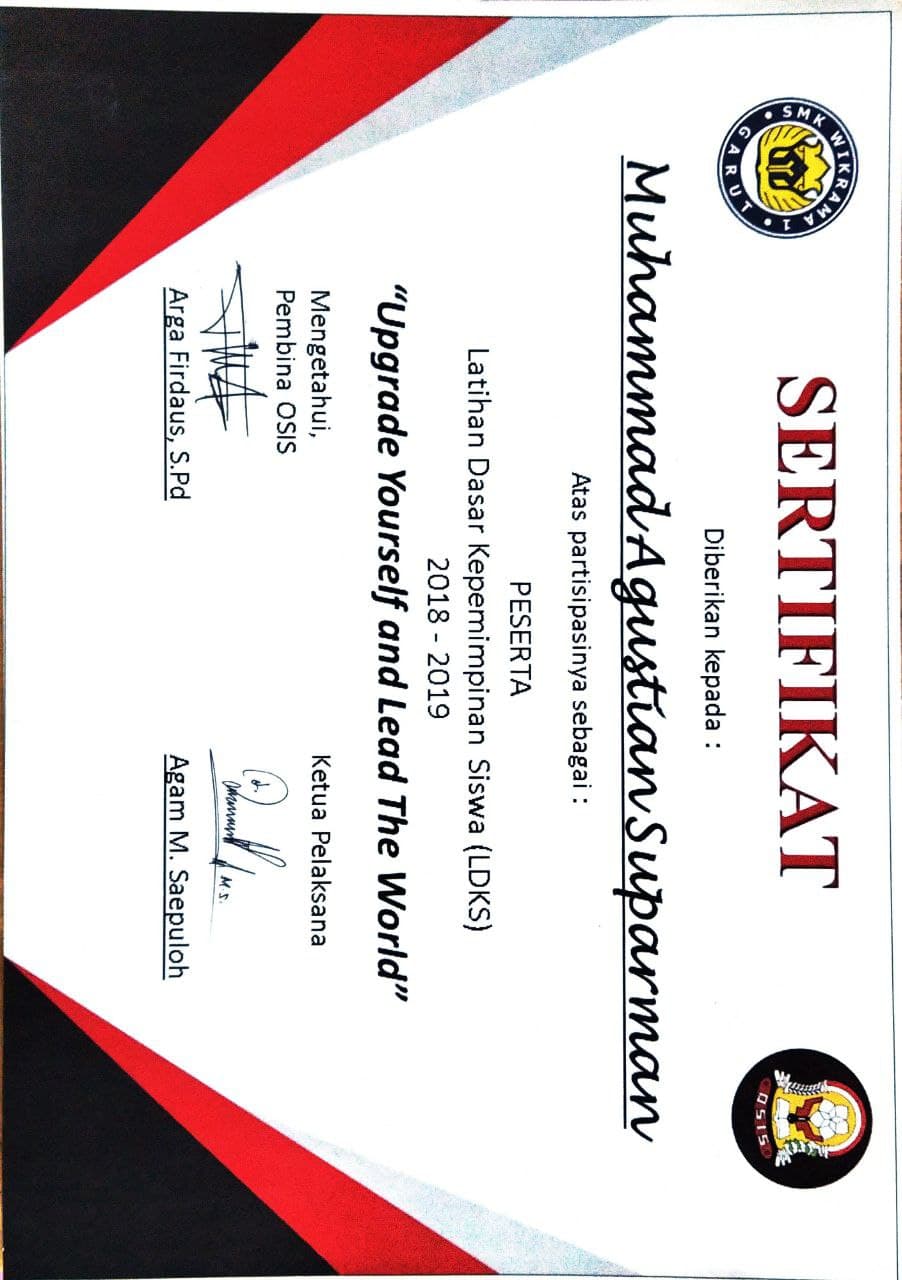 SMK WIKRAMA 1
GARUT
SERTIFIKAT
OSIS
Diberikan kepada :
Muhammad Agustian Suparman
Atas partisipasinya sebagai :
PESERTA
Latihan Dasar Kepemimpinan Siswa (LDKS)
2018 - 2019
“Upgrade Yourself and Lead The World”
Mengetahui,
Pembina OSIS
Arga Firdaus, S.Pd
Ketua Pelaksana
M.S.
Agam M. Saepuloh